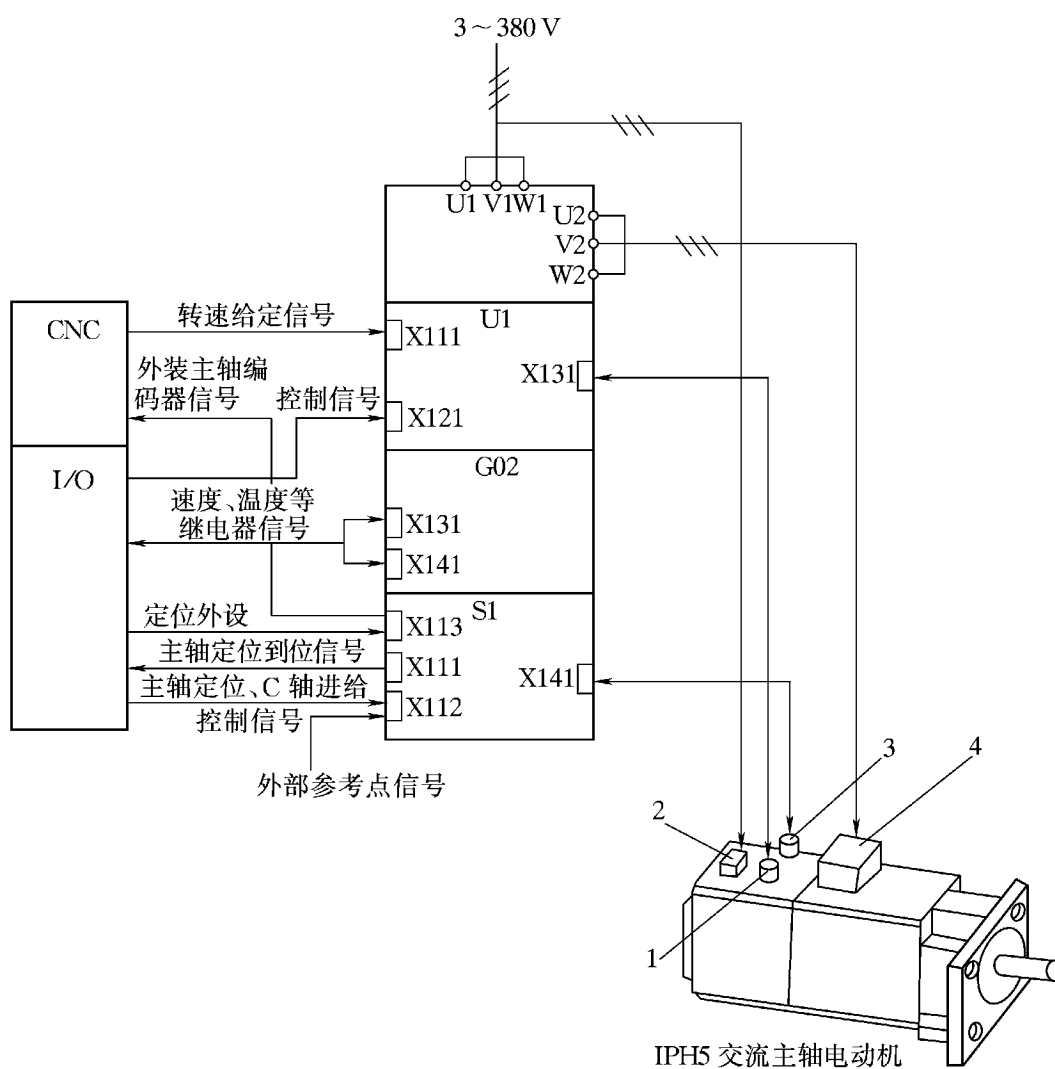 3～380 V
U1 V1W1
U2
V2
W2
CNC
转速给定信号
X111
U1
X131
外装主轴编
码器信号
控制信号
X121
I/O
G02
速度、温度等
继电器信号
X131
X141
S1
定位外设
X113
主轴定位到位信号
X111
X141
主轴定位、C 轴进给
X112
控制信号
外部参考点信号
3
4
2
1
IPH5 交流主轴电动机